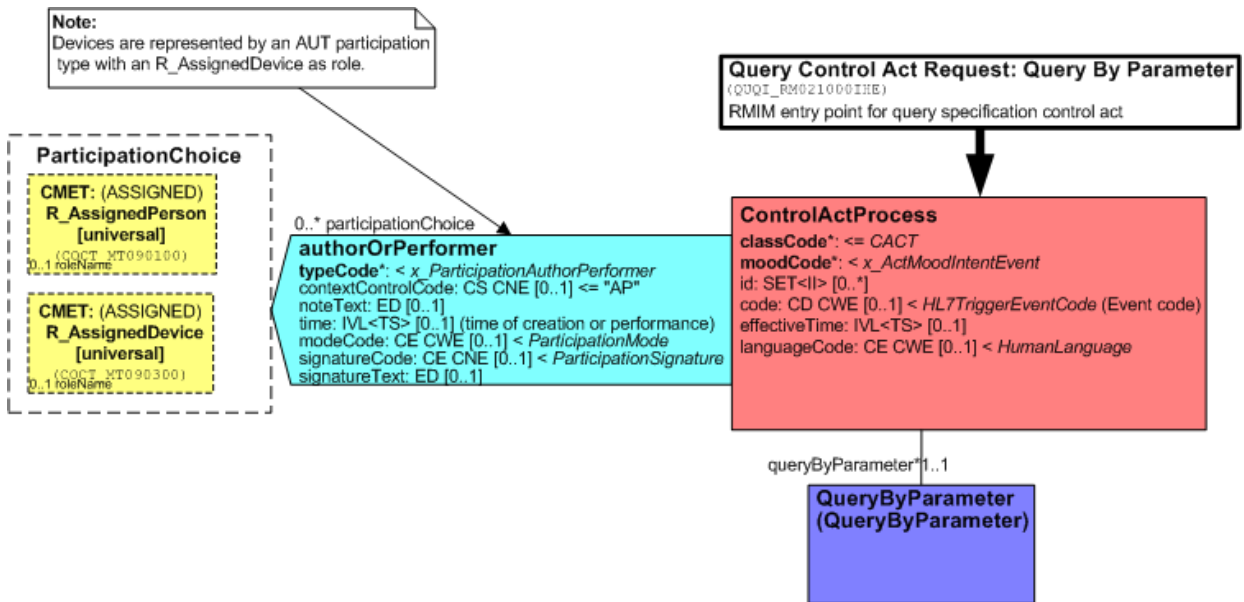 Note:
Devices are represented by an AUT participation
type with an R_AssignedDevice as role.
Query Control Act Request: Query By Parameter
(QUQI_RM021000IHE)
RMIM entry point for query specification control act
ParticipationChoice
CMET: (ASSIGNED)
R_AssignedPerson
[universal]
(COCT_MT090100)
0..1 roleName
CMET: (ASSIGNED)
R_AssignedDevice
[universal]
(COCT_MT090300)
0..1 roleName
0..* participationChoice
authorOrPerformer
typeCode*: < x_ParticipationAuthorPerformer
contextControlCode: CS CNE [0..1] <= "AP"
noteText: ED [0..1]
time: IVL<TS> [0..1] (time of creation or performance)
modeCode: CE CWE [0..1] < ParticipationMode
signatureCode: CE CNE [0..1] < ParticipationSignature
signatureText: ED [0..1]
ControlActProcess
classCode*: <= CACT
moodCode*: < x_ActMoodIntentEvent
id: SET<II> [0..*]
code: CD CWE [0..1] < HL7TriggerEventCode (Event code)
effectiveTime: IVL<TS> [0..1]
languageCode: CE CWE [0..1] < HumanLanguage
queryByParameter*1..1
QueryByParameter
(QueryByParameter)